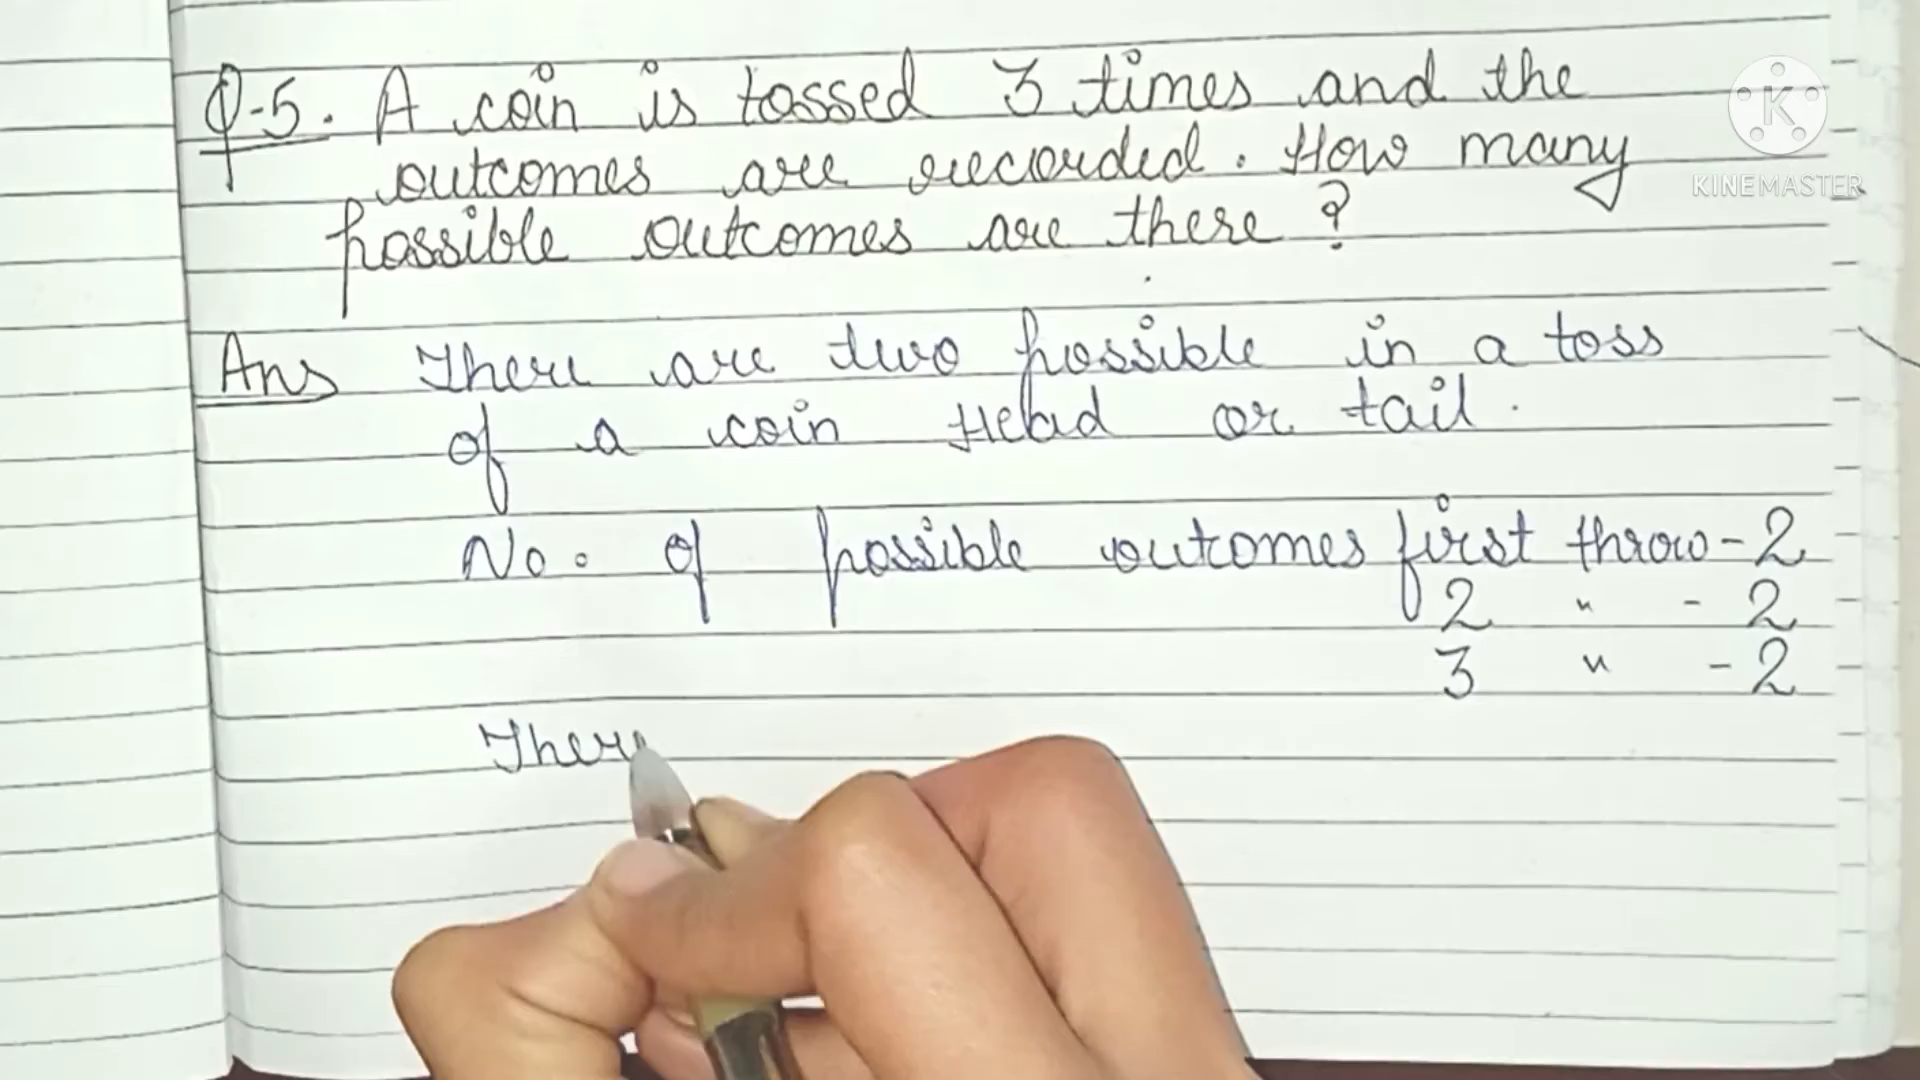 Q-5. A coin is tossed 3 times and the
outcomes are recorded. How many
possible outcomes are there ?
Ans There are two possible in a toss
of a coin Head or tail.
No. of possible outcomes first throw - 2
2 " - 2
3 " - 2
Ther
K
KINEMASTER